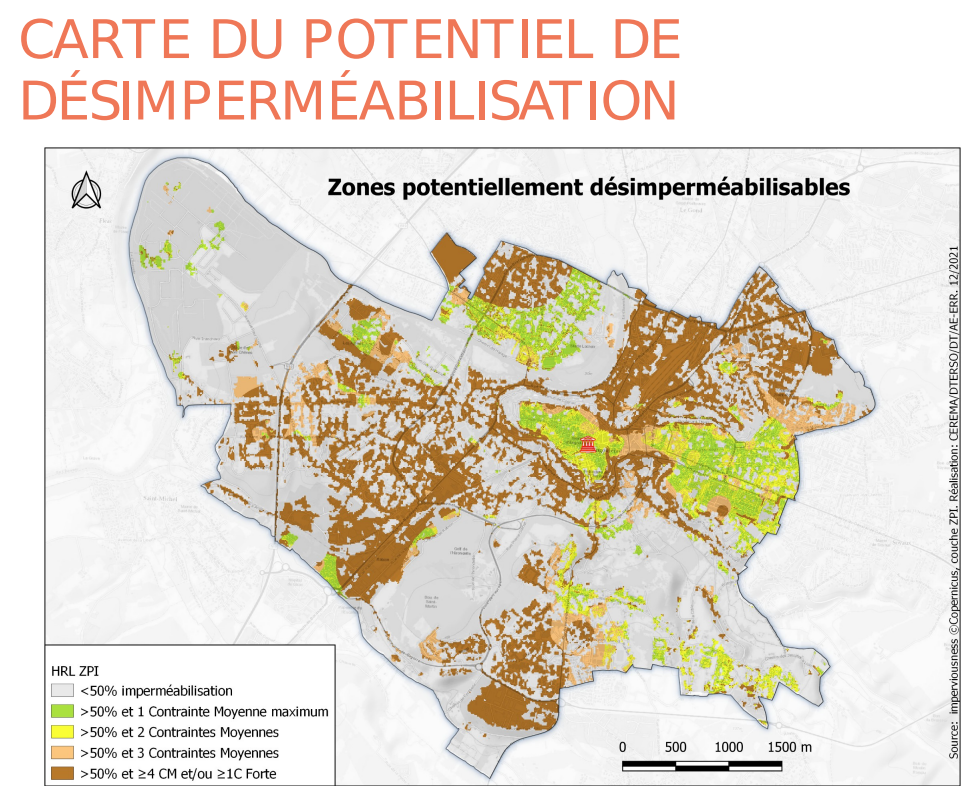 CARTE DU POTENTIEL DE
DÉSIMPERMÉABILISATION
Zones potentiellement désimperméabilisables
HRL ZPI
<50% imperméabilisation
>50% et 1 Contrainte Moyenne maximum
>50% et 2 Contraintes Moyennes
>50% et 3 Contraintes Moyennes
>50% et ≥4 CM et/ou ≥1C Forte
0 500 1000 1500 m
Source: imperviousness ©Copernicus, couche ZPI. Réalisation: CEREMA/DTERSO/DT/AE-ERR. 12/2021